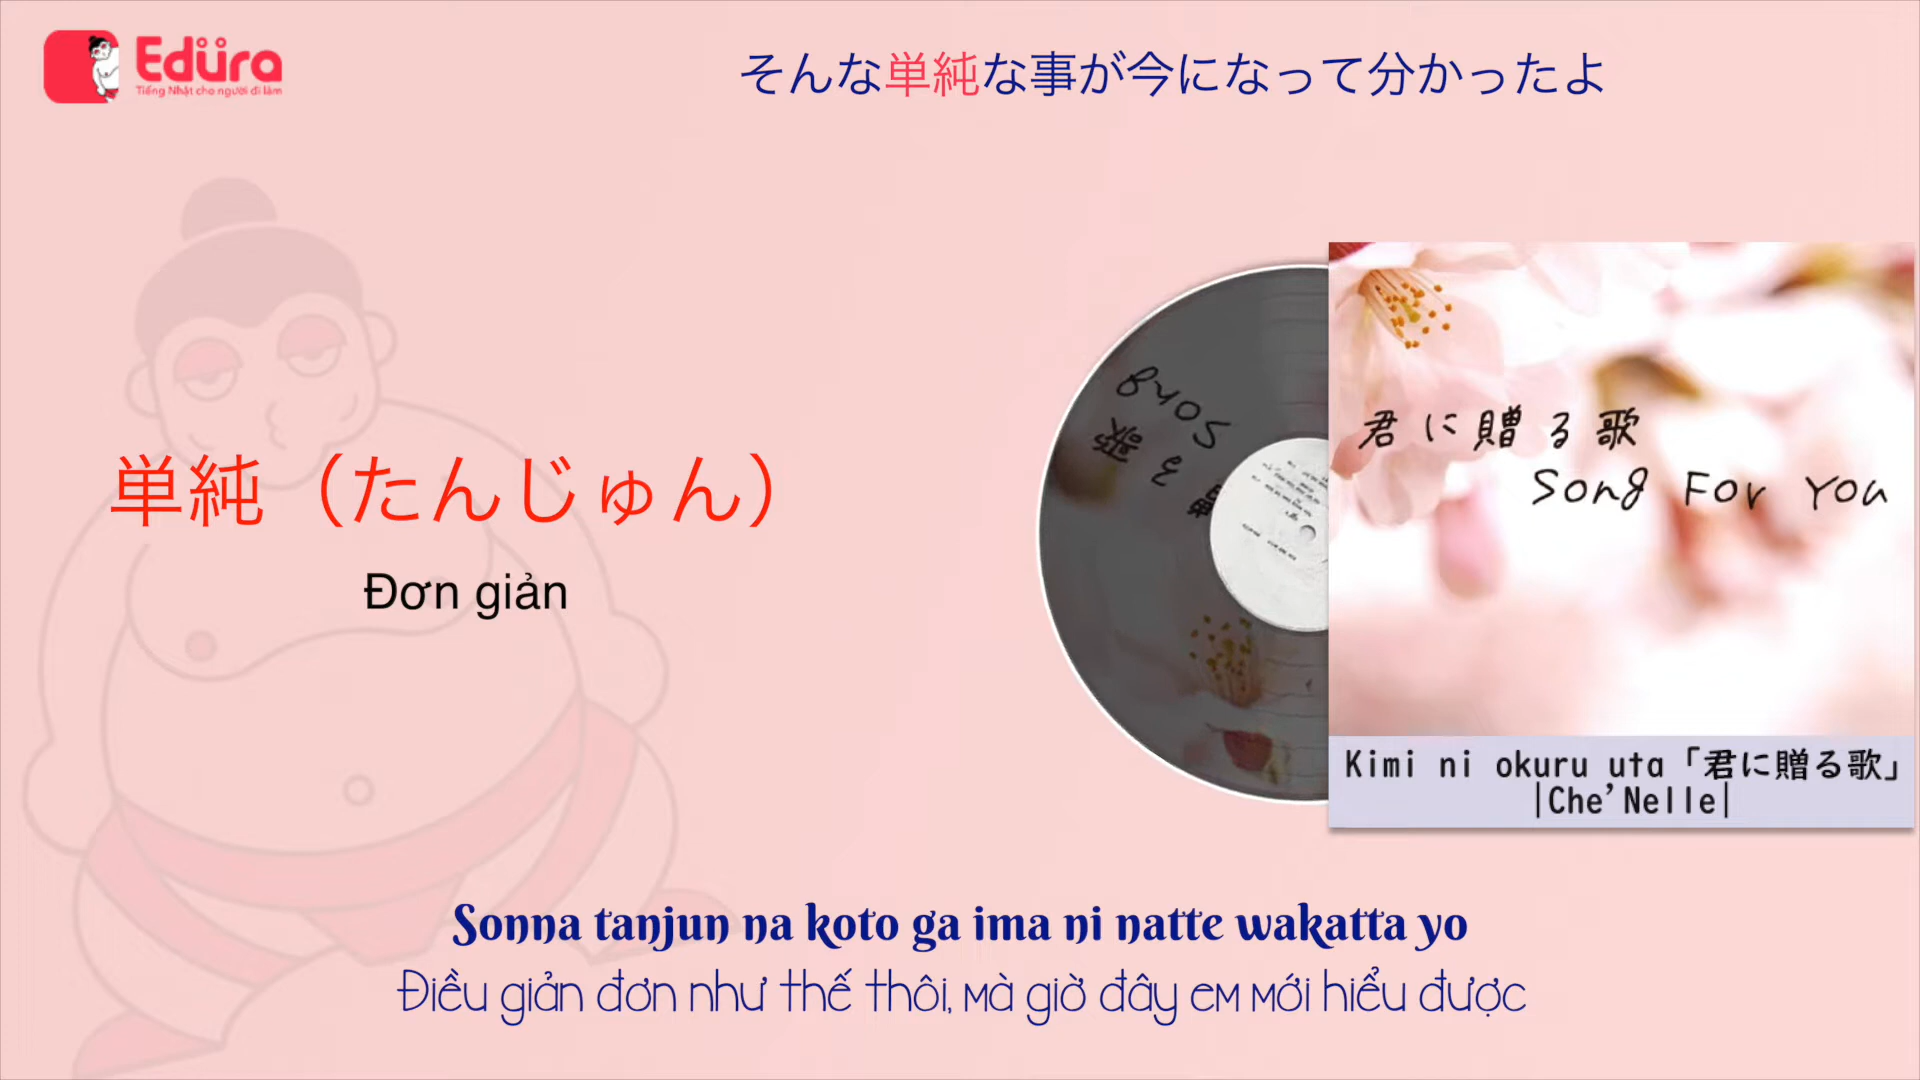 Edüra
Tiếng Nhật cho người đi làm
そんな単純な事が今になって分かったよ
単純（たんじゅん）
Đơn giản
君に贈る歌
Song For You
Kimi ni okuru uta「君に贈る歌」
|Che'Nelle|
Sonna tanjun na koto ga ima ni natte wakatta yo
Điều giản đơn như thế thôi, mà giờ đây em mới hiểu được